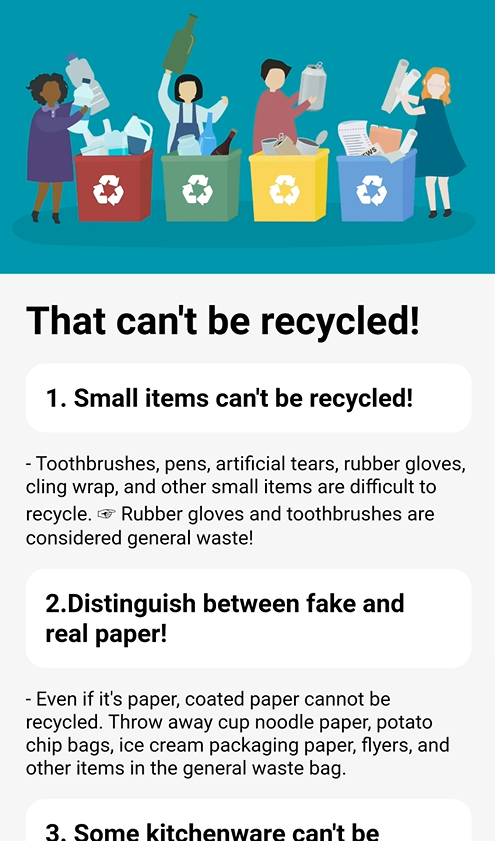 NEWS
That can't be recycled!
1. Small items can't be recycled!
- Toothbrushes, pens, artificial tears, rubber gloves,
cling wrap, and other small items are difficult to
recycle. ☞ Rubber gloves and toothbrushes are
considered general waste!
2.Distinguish between fake and
real paper!
- Even if it's paper, coated paper cannot be
recycled. Throw away cup noodle paper, potato
chip bags, ice cream packaging paper, flyers, and
other items in the general waste bag.
3. Some kitchenware can't be